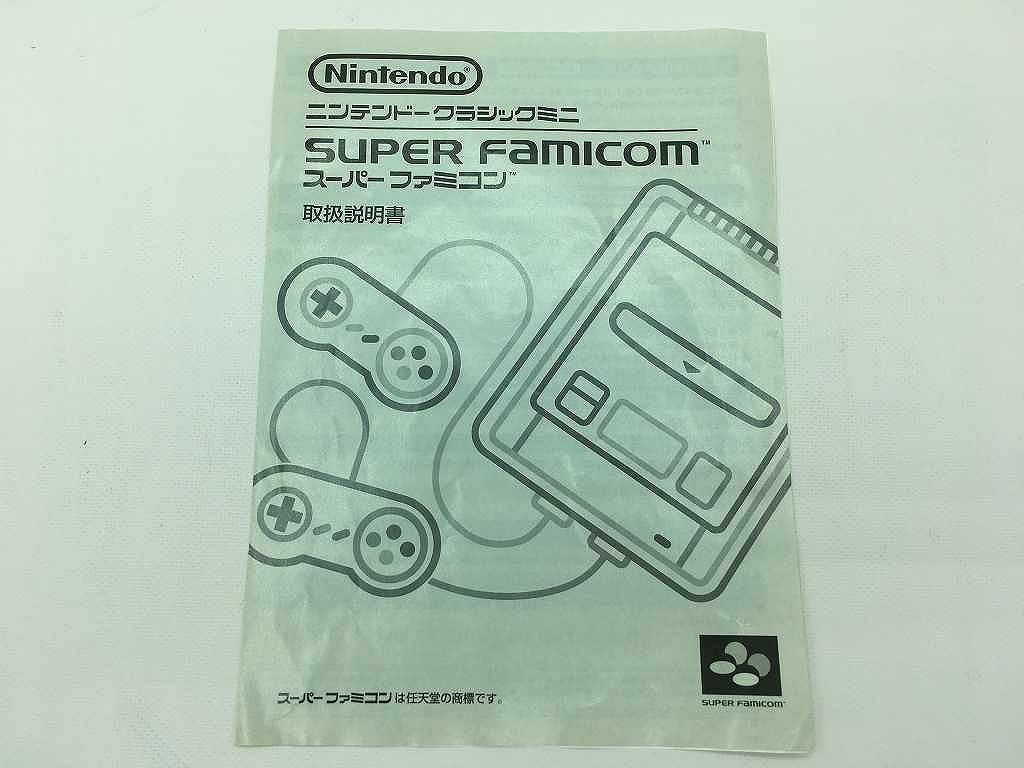 Nintendo®
ニンテンドークラシックミニ
SUPER FAMICOM™
スーパーファミコン™
取扱説明書
スーパーファミコンは任天堂の商標です。
SUPER FAMICOM™